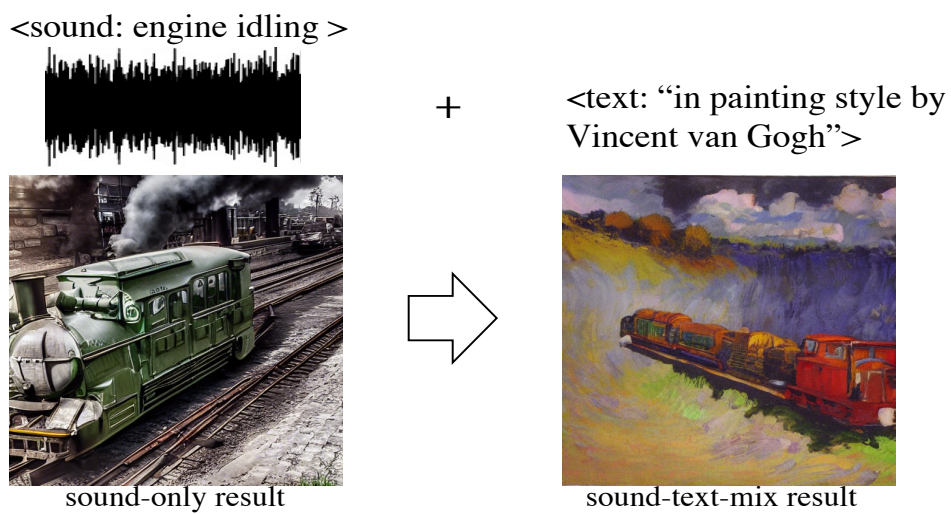 <sound: engine idling >
+
<text: “in painting style by
Vincent van Gogh”>
sound-only result
sound-text-mix result